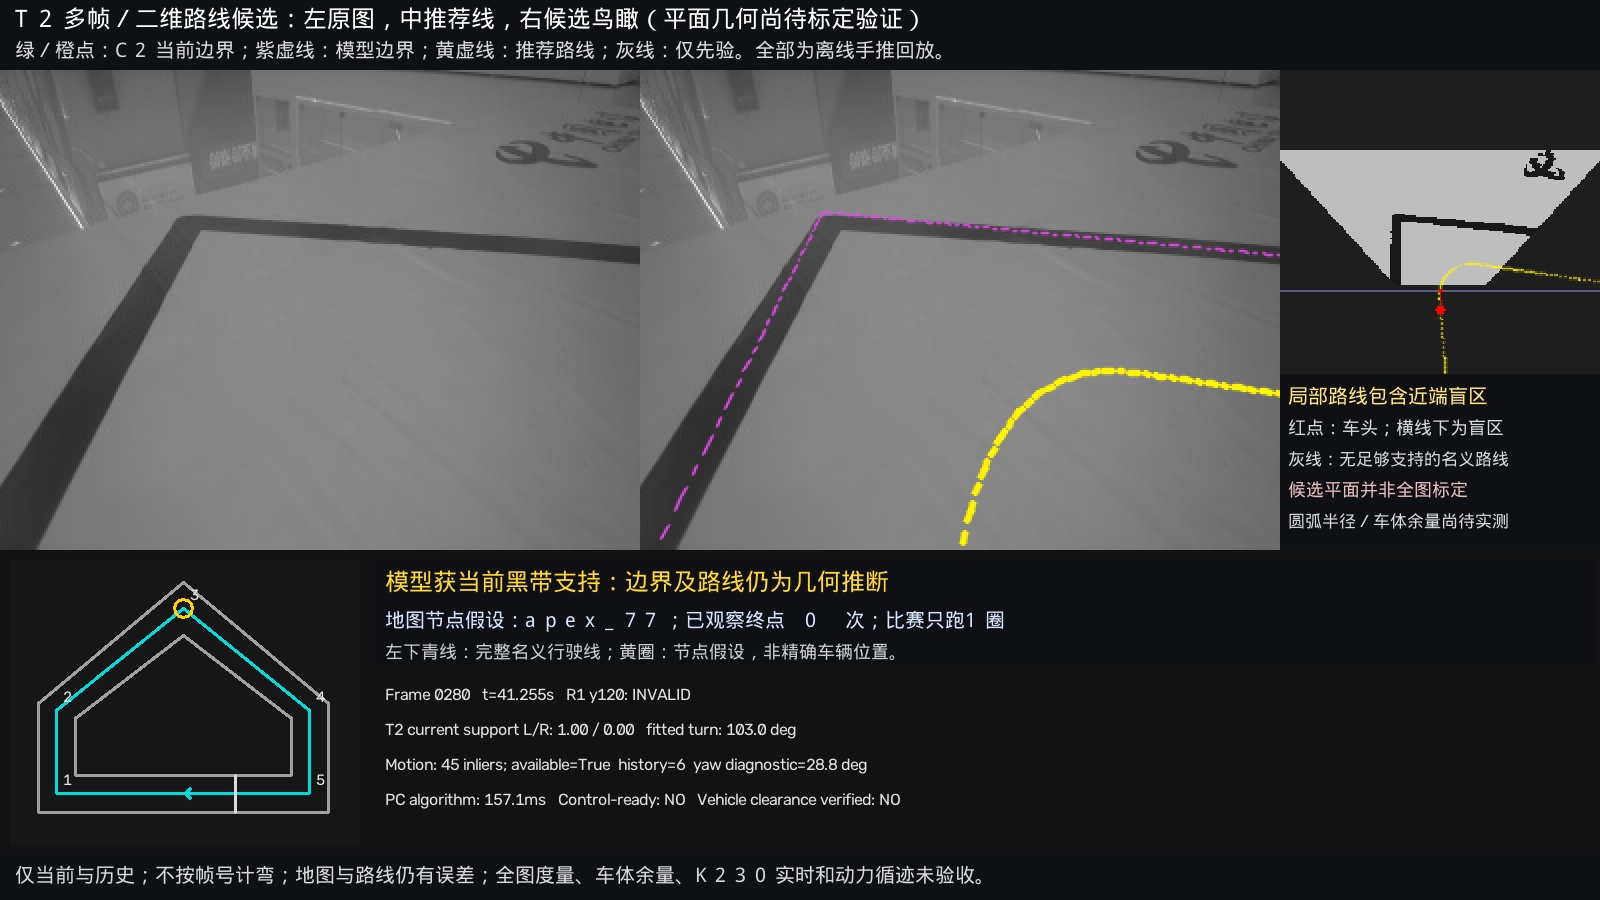 T 2 多帧 / 二维路线候选：左原图，中推荐线，右候选鸟瞰（平面几何尚待标定验证）
绿 / 橙点：C 2 当前边界；紫虚线：模型边界；黄虚线：推荐路线；灰线：仅先验。全部为离线手推回放。
局部路线包含近端盲区
红点：车头；横线下为盲区
灰线：无足够支持的名义路线
候选平面并非全图标定
圆弧半径 / 车体余量尚待实测
3
2
4
1
5
模型获当前黑带支持：边界及路线仍为几何推断
地图节点假设：a p e x _ 7 7 ；已观察终点 0 次；比赛只跑1 圈
左下青线：完整名义行驶线；黄圈：节点假设，非精确车辆位置。
Frame 0280 t=41.255s R1 y120: INVALID
T2 current support L/R: 1.00 / 0.00 fitted turn: 103.0 deg
Motion: 45 inliers; available=True history=6 yaw diagnostic=28.8 deg
PC algorithm: 157.1ms Control-ready: NO Vehicle clearance verified: NO
仅当前与历史；不按帧号计弯；地图与路线仍有误差；全图度量、车体余量、K 2 3 0 实时和动力循迹未验收。